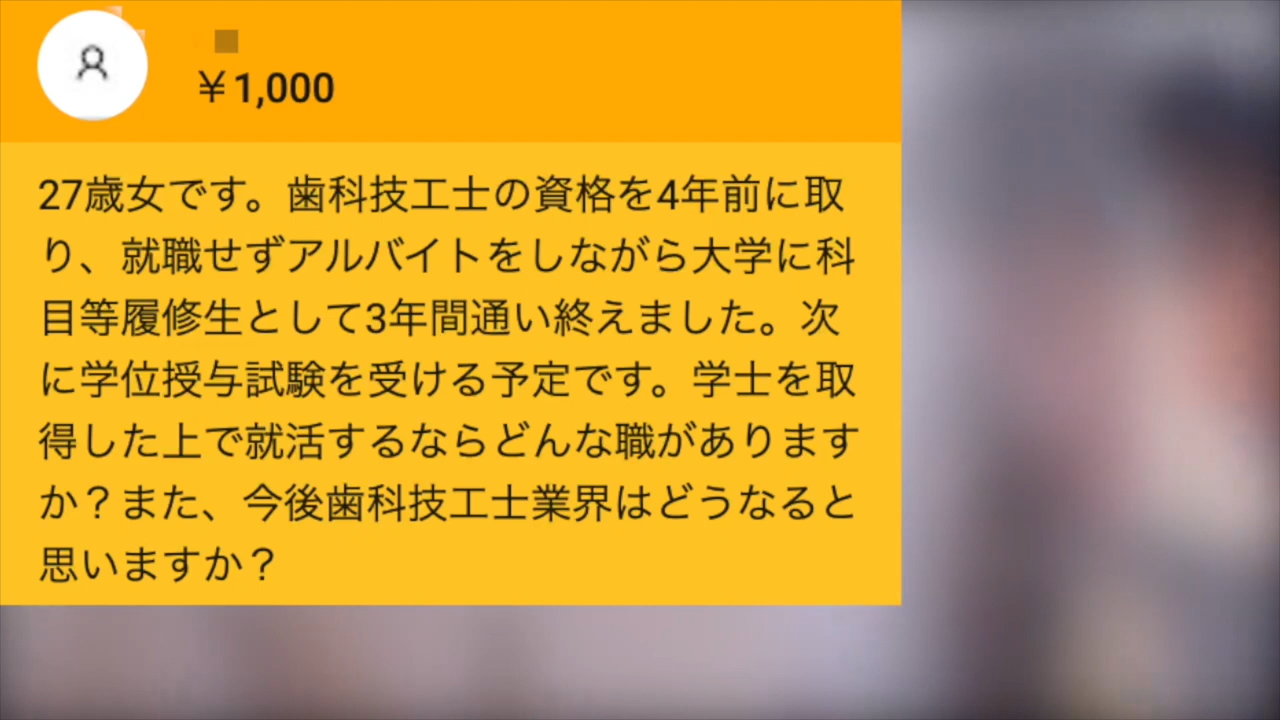 ¥1,000
27歳女です。歯科技工士の資格を4年前に取
り、就職せずアルバイトをしながら大学に科
目等履修生として3年間通い終えました。次
に学位授与試験を受ける予定です。学士を取
得した上で就活するならどんな職があります
か？また、今後歯科技工士業界はどうなると
思いますか？